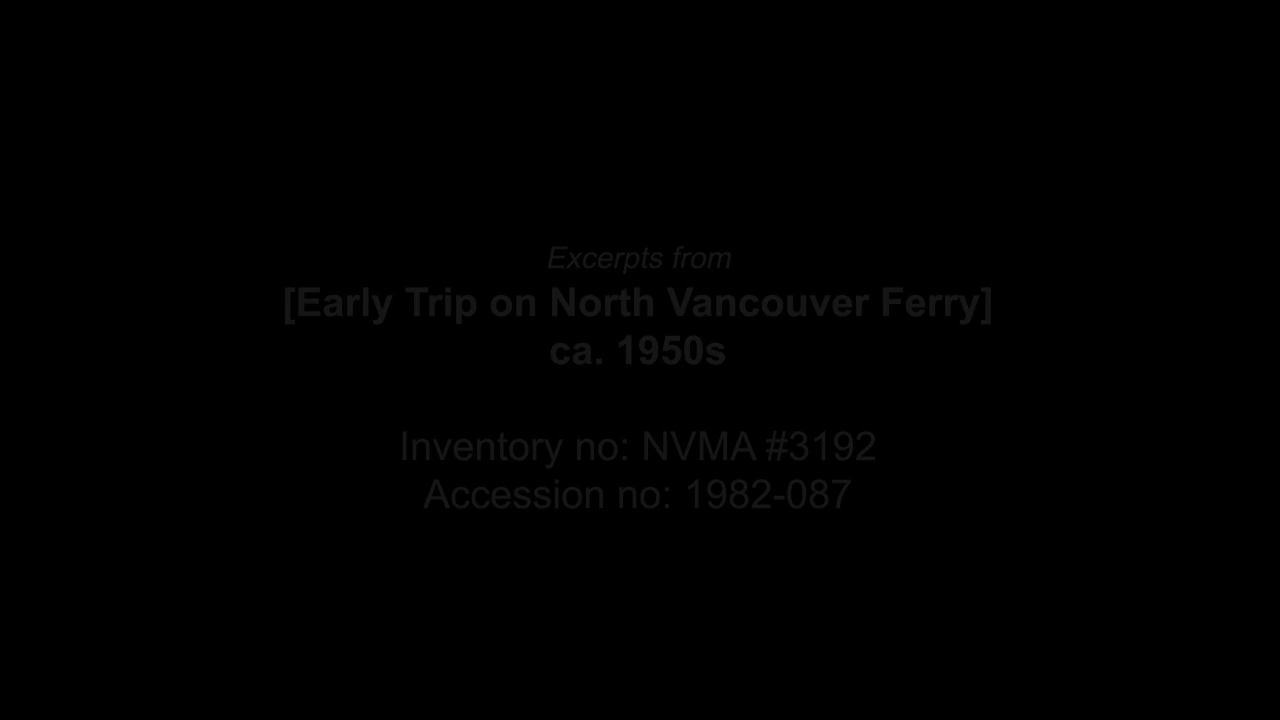 Excerpts from
[Early Trip on North Vancouver Ferry]
ca. 1950s
Inventory no: NVMA #3192
Accession no: 1982-087